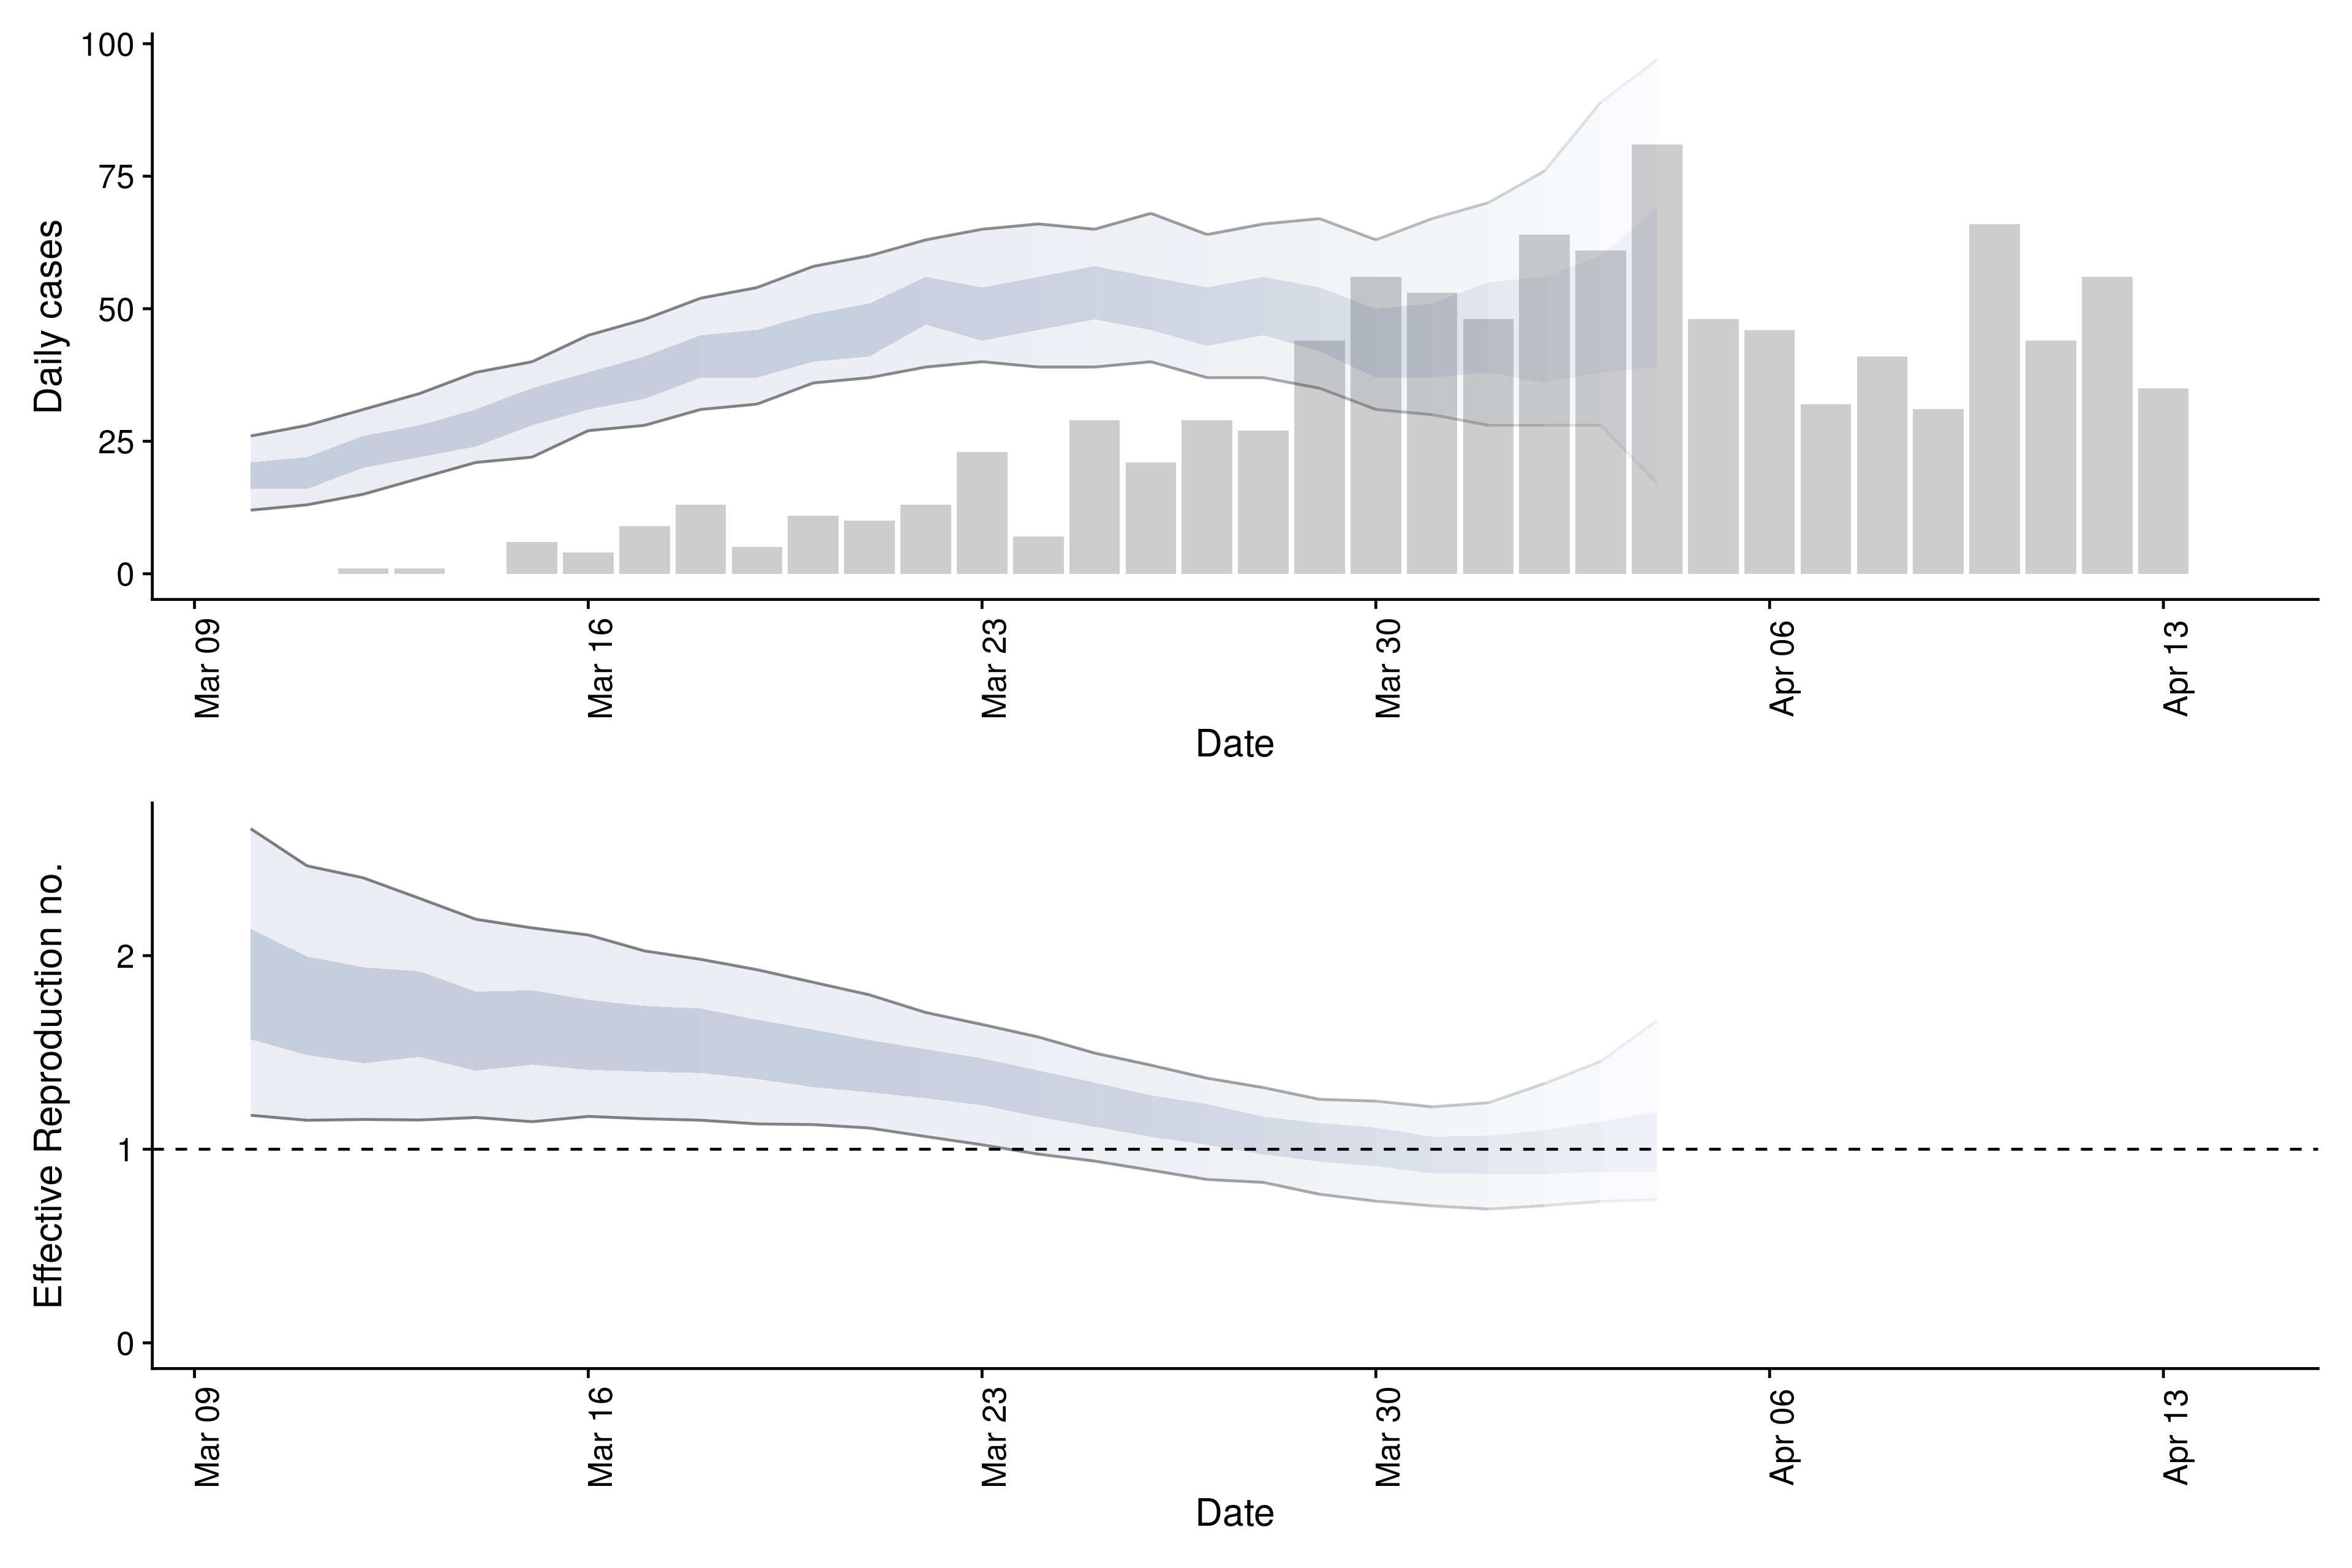 Daily cases
100
75
50
25
0
Mar 09
Mar 16
Mar 23
Mar 30
Apr 06
Apr 13
Date
Effective Reproduction no.
2
1
0
Mar 09
Mar 16
Mar 23
Mar 30
Apr 06
Apr 13
Date